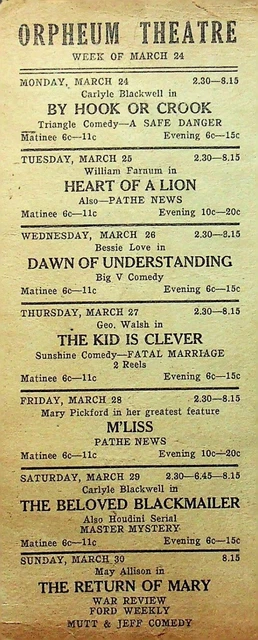 ORPHEUM THEATRE
WEEK OF MARCH 24
MONDAY, MARCH 24 2.30—8.15
Carlyle Blackwell in
BY HOOK OR CROOK
Triangle Comedy—A SAFE DANGER
Matinee 6c—11c Evening 6c—15c
TUESDAY, MARCH 25 2.30—8.15
William Farnum in
HEART OF A LION
Also—PATHE NEWS
Matinee 6c—11c Evening 10c—20c
WEDNESDAY, MARCH 26 2.30—8.15
Bessie Love in
DAWN OF UNDERSTANDING
Big V Comedy
Matinee 6c—11c Evening 6c—15c
THURSDAY, MARCH 27 2.30—8.15
Geo. Walsh in
THE KID IS CLEVER
Sunshine Comedy—FATAL MARRIAGE
2 Reels
Matinee 6c—11c Evening 6c—15c
FRIDAY, MARCH 28 2.30—8.15
Mary Pickford in her greatest feature
M'LISS
PATHE NEWS
Matinee 6c—11c Evening 10c—20c
SATURDAY, MARCH 29 2.30—6.45—8.15
Carlyle Blackwell in
THE BELOVED BLACKMAILER
Also Houdini Serial
MASTER MYSTERY
Matinee 6c—11c Evening 6c—15c
SUNDAY, MARCH 30 8.15
May Allison in
THE RETURN OF MARY
WAR REVIEW
FORD WEEKLY
MUTT & JEFF COMEDY